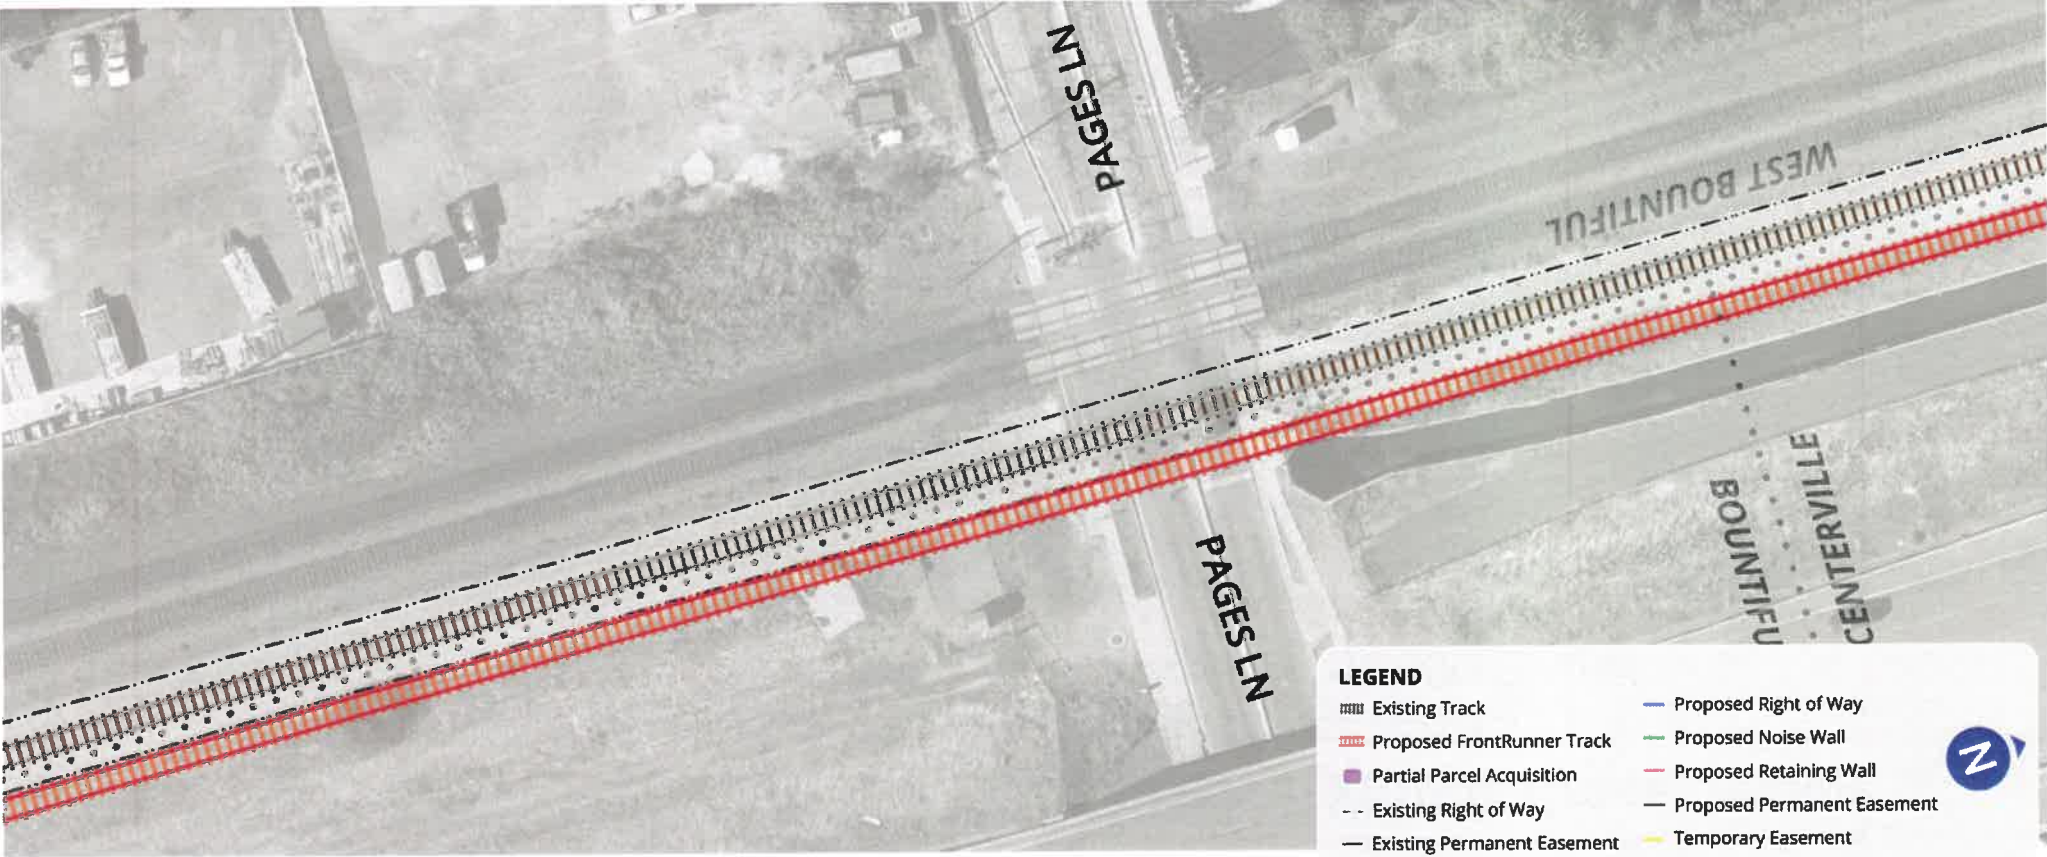 PAGES LN
WEST BOUNTIFUL
PAGES LN
BOUNTIFU
CENTERVILLE
LEGEND
Existing Track
Proposed FrontRunner Track
Partial Parcel Acquisition
Existing Right of Way
Existing Permanent Easement
Proposed Right of Way
Proposed Noise Wall
Proposed Retaining Wall
Proposed Permanent Easement
Temporary Easement
N